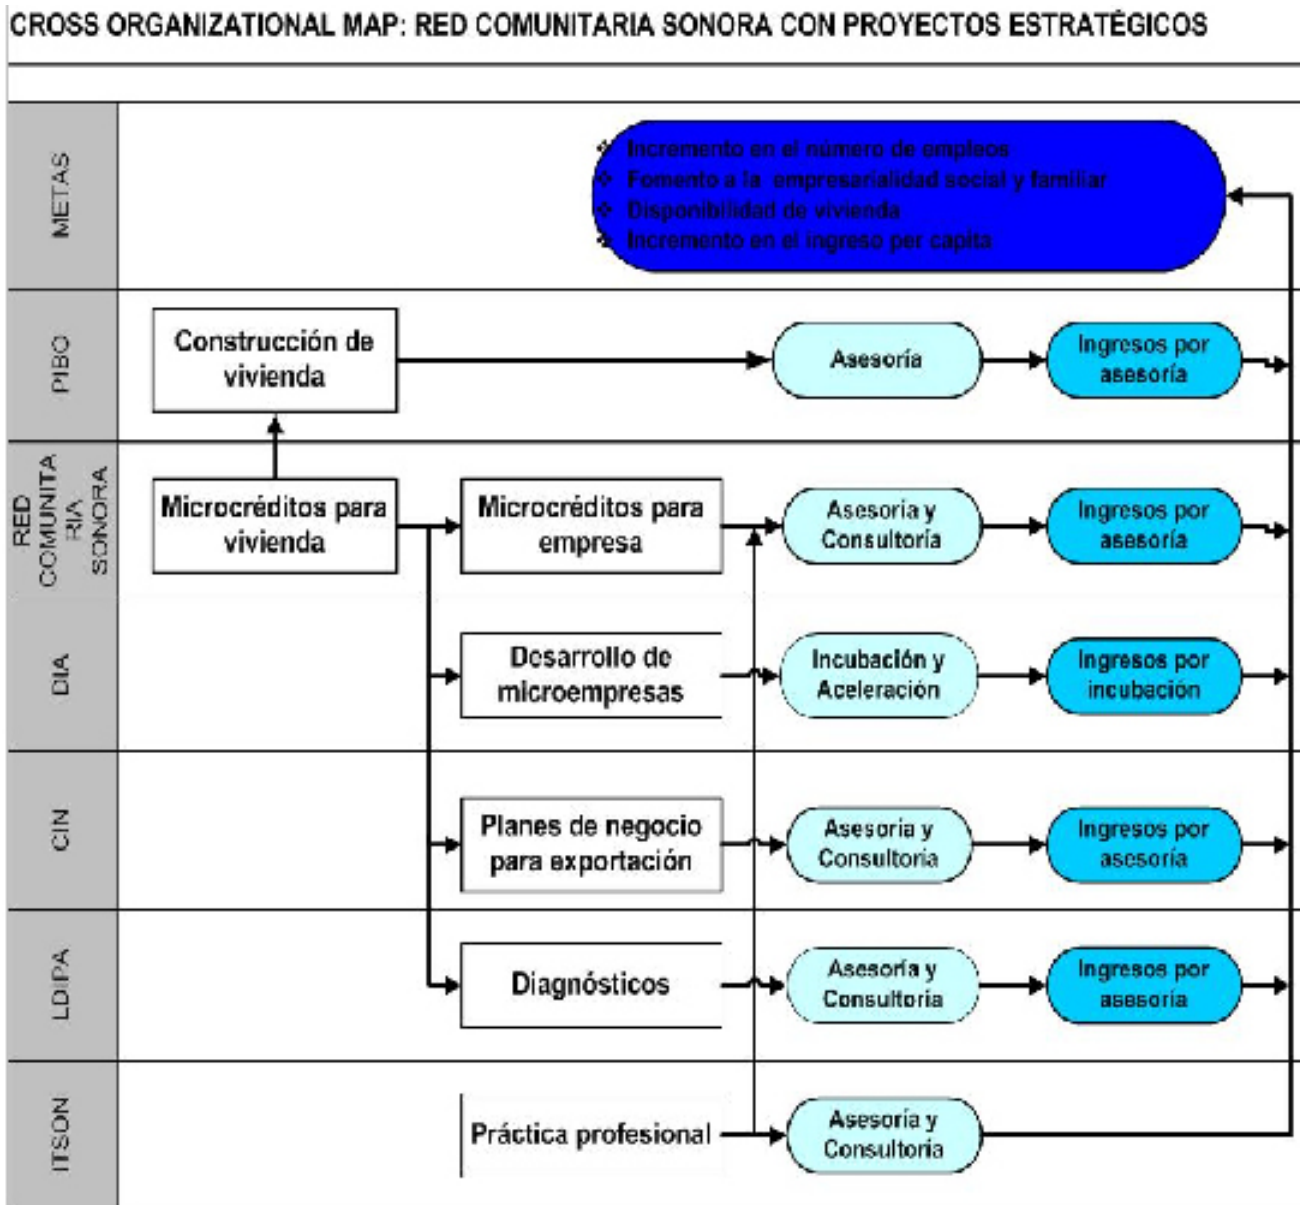 CROSS ORGANIZATIONAL MAP: RED COMUNITARIA SONORA CON PROYECTOS ESTRATÉGICOS
METAS
Incremento en el número de empleos
Fomento a la empresarialidad social y familiar
Disponibilidad de vivienda
Incremento en el ingreso per capita
PIBO
Construcción de
vivienda
Asesoría
Ingresos por
asesoría
RED
COMUNITA
RIA
SONORA
Microcréditos para
vivienda
Microcréditos para
empresa
Asesoria y
Consultoría
Ingresos por
asesoría
DIA
Desarrollo de
microempresas
Incubación y
Aceleración
Ingresos por
incubación
CIN
Planes de negocio
para exportación
Asesoria y
Consultoria
Ingresos por
asesoría
LDIPA
Diagnósticos
Asesoría y
Consultoria
Ingresos por
asesoría
ITSON
Práctica profesional
Asesoría y
Consultoría